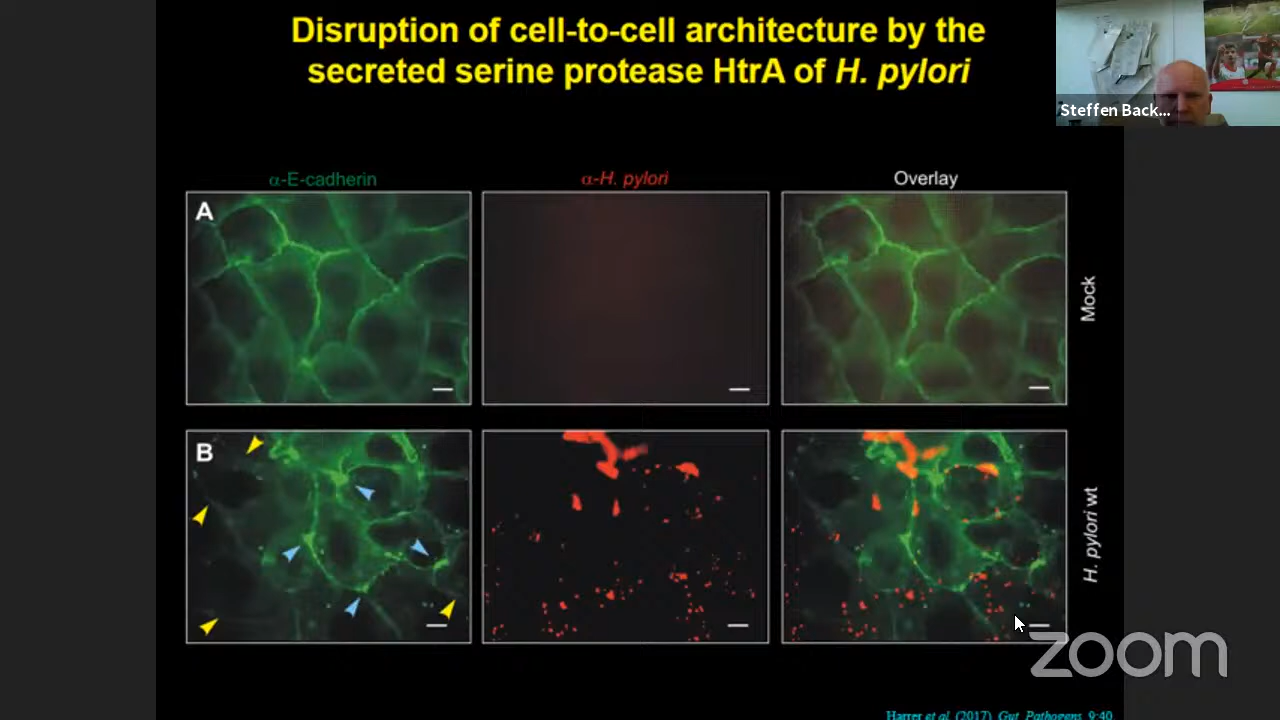 Disruption of cell-to-cell architecture by the
secreted serine protease HtrA of H. pylori
Steffen Back...
α-E-cadherin
α-H. pylori
Overlay
A
Mock
B
H. pylori wt
zoom
Harrer et al. (2017) Gut Pathogens 9:40